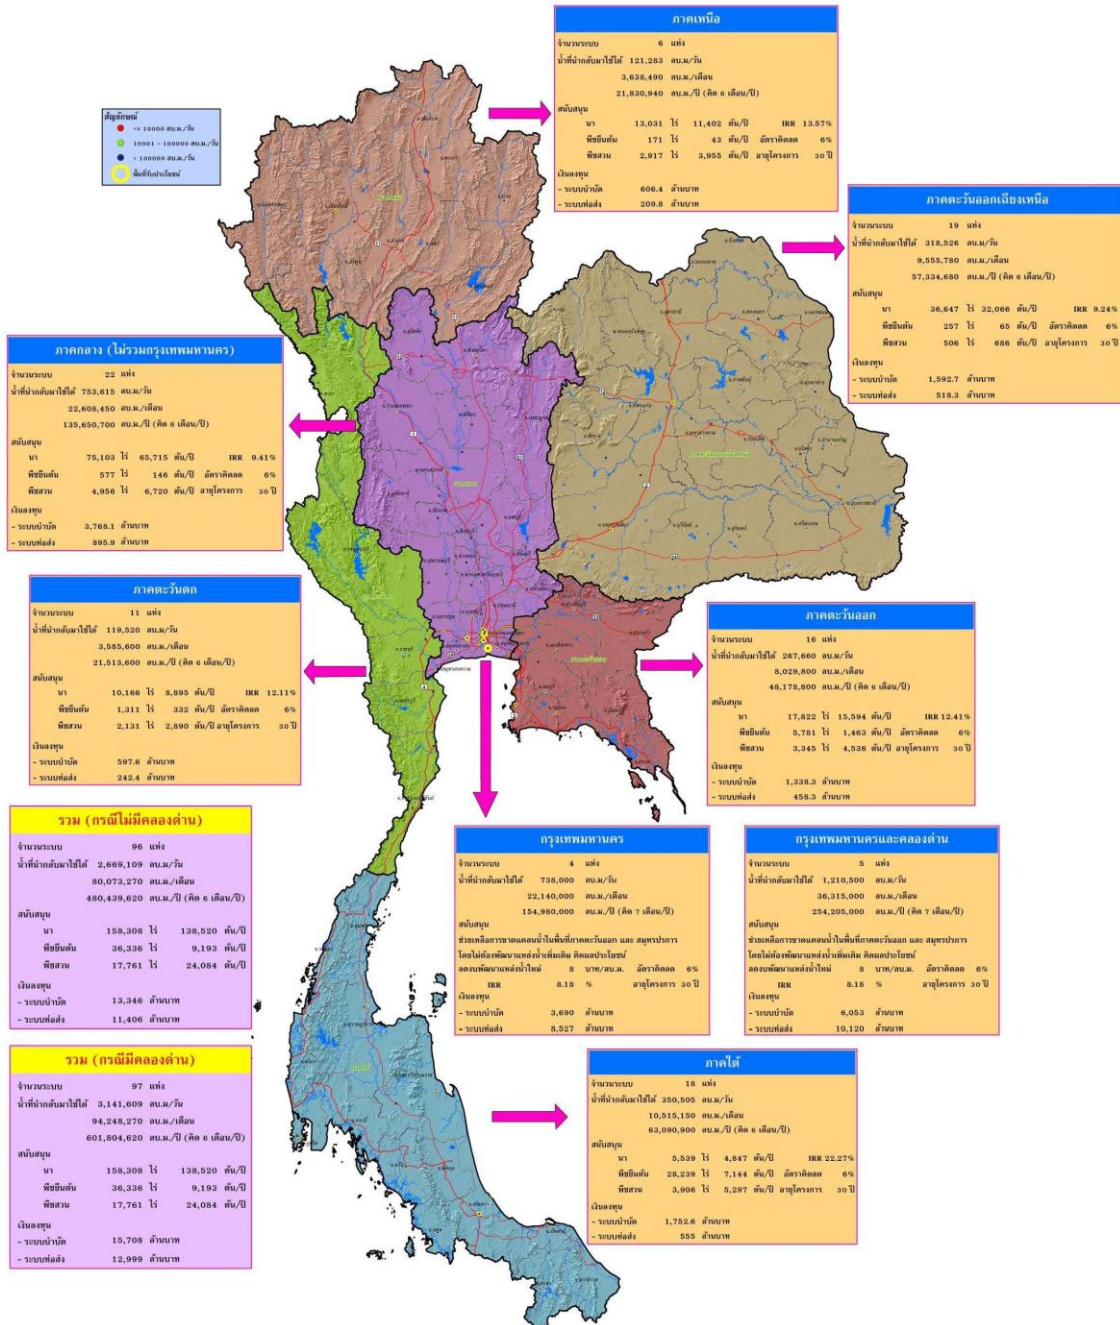 ภาคเหนือ
จำนวนระบบ 6 แห่ง
น้ำที่นำกลับมาใช้ได้ 121,283 ลบ.ม/วัน
3,638,490 ลบ.ม./เดือน
21,830,940 ลบ.ม./ปี (คิด 6 เดือน/ปี)
สนับสนุน
นา 13,031 ไร่ 11,402 ตัน/ปี IRR 13.57%
พืชยืนต้น 171 ไร่ 43 ตัน/ปี อัตราคิดลด 6%
พืชสวน 2,917 ไร่ 3,955 ตัน/ปี อายุโครงการ 30 ปี
เงินลงทุน
- ระบบบำบัด 606.4 ล้านบาท
- ระบบท่อส่ง 209.8 ล้านบาท
สัญลักษณ์
<= 10000 ลบ.ม./วัน
10001 - 100000 ลบ.ม./วัน
> 100000 ลบ.ม./วัน
พื้นที่รับประโยชน์
ภาคตะวันออกเฉียงเหนือ
จำนวนระบบ 19 แห่ง
น้ำที่นำกลับมาใช้ได้ 318,526 ลบ.ม/วัน
9,555,780 ลบ.ม./เดือน
57,334,680 ลบ.ม./ปี (คิด 6 เดือน/ปี)
สนับสนุน
นา 36,647 ไร่ 32,066 ตัน/ปี IRR 9.24%
พืชยืนต้น 257 ไร่ 65 ตัน/ปี อัตราคิดลด 6%
พืชสวน 506 ไร่ 686 ตัน/ปี อายุโครงการ 30 ปี
เงินลงทุน
- ระบบบำบัด 1,592.7 ล้านบาท
- ระบบท่อส่ง 518.3 ล้านบาท
ภาคกลาง (ไม่รวมกรุงเทพมหานคร)
จำนวนระบบ 22 แห่ง
น้ำที่นำกลับมาใช้ได้ 753,615 ลบ.ม/วัน
22,608,450 ลบ.ม./เดือน
135,650,700 ลบ.ม./ปี (คิด 6 เดือน/ปี)
สนับสนุน
นา 75,103 ไร่ 65,715 ตัน/ปี IRR 9.41%
พืชยืนต้น 577 ไร่ 146 ตัน/ปี อัตราคิดลด 6%
พืชสวน 4,956 ไร่ 6,720 ตัน/ปี อายุโครงการ 30 ปี
เงินลงทุน
- ระบบบำบัด 3,768.1 ล้านบาท
- ระบบท่อส่ง 895.9 ล้านบาท
ภาคตะวันตก
จำนวนระบบ 11 แห่ง
น้ำที่นำกลับมาใช้ได้ 119,520 ลบ.ม/วัน
3,585,600 ลบ.ม./เดือน
21,513,600 ลบ.ม./ปี (คิด 6 เดือน/ปี)
สนับสนุน
นา 10,166 ไร่ 8,895 ตัน/ปี IRR 12.11%
พืชยืนต้น 1,311 ไร่ 332 ตัน/ปี อัตราคิดลด 6%
พืชสวน 2,131 ไร่ 2,890 ตัน/ปี อายุโครงการ 30 ปี
เงินลงทุน
- ระบบบำบัด 597.6 ล้านบาท
- ระบบท่อส่ง 242.4 ล้านบาท
ภาคตะวันออก
จำนวนระบบ 16 แห่ง
น้ำที่นำกลับมาใช้ได้ 267,660 ลบ.ม/วัน
8,029,800 ลบ.ม./เดือน
48,178,800 ลบ.ม./ปี (คิด 6 เดือน/ปี)
สนับสนุน
นา 17,822 ไร่ 15,594 ตัน/ปี IRR 12.41%
พืชยืนต้น 5,781 ไร่ 1,463 ตัน/ปี อัตราคิดลด 6%
พืชสวน 3,345 ไร่ 4,536 ตัน/ปี อายุโครงการ 30 ปี
เงินลงทุน
- ระบบบำบัด 1,338.3 ล้านบาท
- ระบบท่อส่ง 458.3 ล้านบาท
รวม (กรณีไม่มีคลองด่าน)
จำนวนระบบ 96 แห่ง
น้ำที่นำกลับมาใช้ได้ 2,669,109 ลบ.ม/วัน
80,073,270 ลบ.ม./เดือน
480,439,620 ลบ.ม./ปี (คิด 6 เดือน/ปี)
สนับสนุน
นา 158,308 ไร่ 138,520 ตัน/ปี
พืชยืนต้น 36,336 ไร่ 9,193 ตัน/ปี
พืชสวน 17,761 ไร่ 24,084 ตัน/ปี
เงินลงทุน
- ระบบบำบัด 13,346 ล้านบาท
- ระบบท่อส่ง 11,406 ล้านบาท
กรุงเทพมหานคร
จำนวนระบบ 4 แห่ง
น้ำที่นำกลับมาใช้ได้ 738,000 ลบ.ม/วัน
22,140,000 ลบ.ม./เดือน
154,980,000 ลบ.ม./ปี (คิด 7 เดือน/ปี)
สนับสนุน
ช่วยเหลือการขาดแคลนน้ำในพื้นที่ภาคตะวันออก และ สมุทรปราการ
โดยไม่ต้องพัฒนาแหล่งน้ำเพิ่มเติม คิดผลประโยชน์
ลดงบพัฒนาแหล่งน้ำใหม่ 8 บาท/ลบ.ม. อัตราคิดลด 6%
IRR 8.18 % อายุโครงการ 30 ปี
เงินลงทุน
- ระบบบำบัด 3,690 ล้านบาท
- ระบบท่อส่ง 8,527 ล้านบาท
กรุงเทพมหานครและคลองด่าน
จำนวนระบบ 5 แห่ง
น้ำที่นำกลับมาใช้ได้ 1,210,500 ลบ.ม/วัน
36,315,000 ลบ.ม./เดือน
254,205,000 ลบ.ม./ปี (คิด 7 เดือน/ปี)
สนับสนุน
ช่วยเหลือการขาดแคลนน้ำในพื้นที่ภาคตะวันออก และ สมุทรปราการ
โดยไม่ต้องพัฒนาแหล่งน้ำเพิ่มเติม คิดผลประโยชน์
ลดงบพัฒนาแหล่งน้ำใหม่ 8 บาท/ลบ.ม. อัตราคิดลด 6%
IRR 8.18 % อายุโครงการ 30 ปี
เงินลงทุน
- ระบบบำบัด 6,053 ล้านบาท
- ระบบท่อส่ง 10,120 ล้านบาท
รวม (กรณีมีคลองด่าน)
จำนวนระบบ 97 แห่ง
น้ำที่นำกลับมาใช้ได้ 3,141,609 ลบ.ม/วัน
94,248,270 ลบ.ม./เดือน
601,804,620 ลบ.ม./ปี (คิด 6 เดือน/ปี)
สนับสนุน
นา 158,308 ไร่ 138,520 ตัน/ปี
พืชยืนต้น 36,336 ไร่ 9,193 ตัน/ปี
พืชสวน 17,761 ไร่ 24,084 ตัน/ปี
เงินลงทุน
- ระบบบำบัด 15,708 ล้านบาท
- ระบบท่อส่ง 12,999 ล้านบาท
ภาคใต้
จำนวนระบบ 18 แห่ง
น้ำที่นำกลับมาใช้ได้ 350,505 ลบ.ม/วัน
10,515,150 ลบ.ม./เดือน
63,090,900 ลบ.ม./ปี (คิด 6 เดือน/ปี)
สนับสนุน
นา 5,539 ไร่ 4,847 ตัน/ปี IRR 22.27%
พืชยืนต้น 28,239 ไร่ 7,144 ตัน/ปี อัตราคิดลด 6%
พืชสวน 3,906 ไร่ 5,297 ตัน/ปี อายุโครงการ 30 ปี
เงินลงทุน
- ระบบบำบัด 1,752.6 ล้านบาท
- ระบบท่อส่ง 555 ล้านบาท